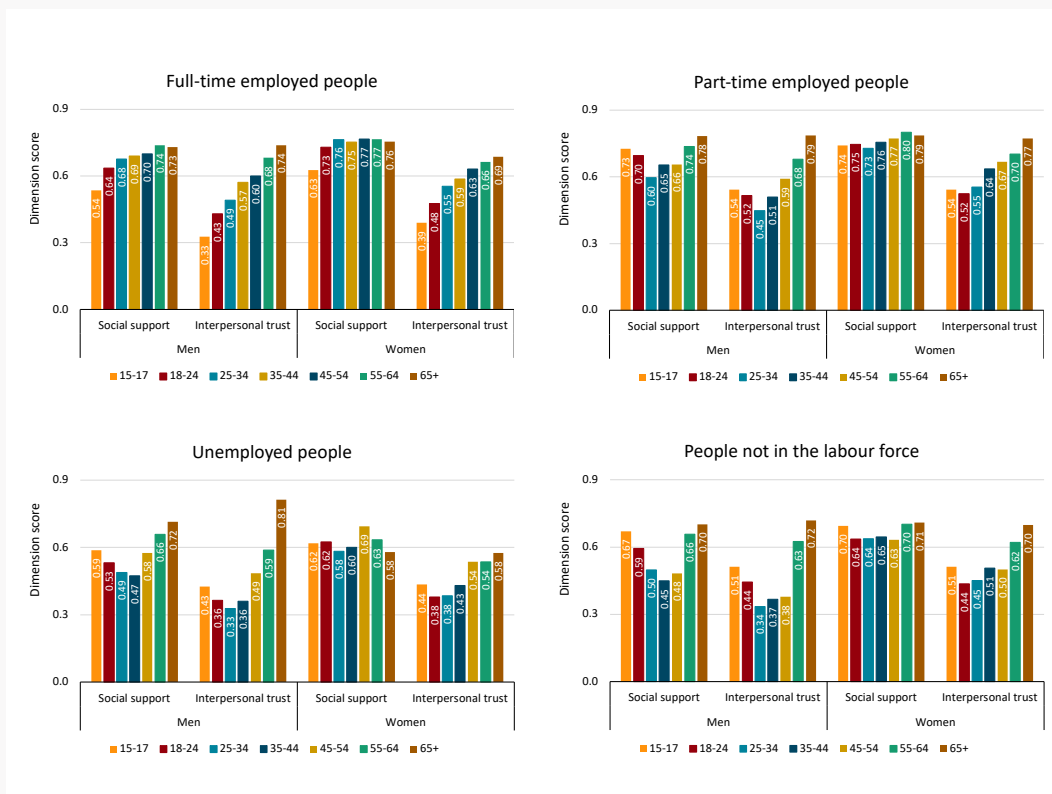 Full-time employed people
Dimension score
0.9
0.6
0.3
0.0
0.54 0.64 0.68 0.69 0.70 0.74 0.73
0.33 0.43 0.49 0.57 0.60 0.68 0.74
0.63 0.73 0.76 0.75 0.77 0.77 0.76
0.39 0.48 0.55 0.59 0.63 0.66 0.69
Social support Interpersonal trust Social support Interpersonal trust
Men Women
15-17 18-24 25-34 35-44 45-54 55-64 65+
Part-time employed people
Dimension score
0.9
0.6
0.3
0.0
0.73 0.70 0.60 0.65 0.66 0.74 0.78
0.54 0.52 0.45 0.51 0.59 0.68 0.79
0.74 0.75 0.73 0.76 0.77 0.80 0.79
0.54 0.52 0.55 0.64 0.67 0.70 0.77
Social support Interpersonal trust Social support Interpersonal trust
Men Women
15-17 18-24 25-34 35-44 45-54 55-64 65+
Unemployed people
Dimension score
0.9
0.6
0.3
0.0
0.59 0.53 0.49 0.47 0.58 0.66 0.72
0.43 0.36 0.33 0.36 0.49 0.59 0.81
0.62 0.62 0.58 0.60 0.69 0.63 0.58
0.44 0.38 0.38 0.43 0.54 0.54 0.58
Social support Interpersonal trust Social support Interpersonal trust
Men Women
15-17 18-24 25-34 35-44 45-54 55-64 65+
People not in the labour force
Dimension score
0.9
0.6
0.3
0.0
0.67 0.59 0.50 0.45 0.48 0.66 0.70
0.51 0.44 0.34 0.37 0.38 0.63 0.72
0.70 0.64 0.64 0.65 0.63 0.70 0.71
0.51 0.44 0.45 0.51 0.50 0.62 0.70
Social support Interpersonal trust Social support Interpersonal trust
Men Women
15-17 18-24 25-34 35-44 45-54 55-64 65+